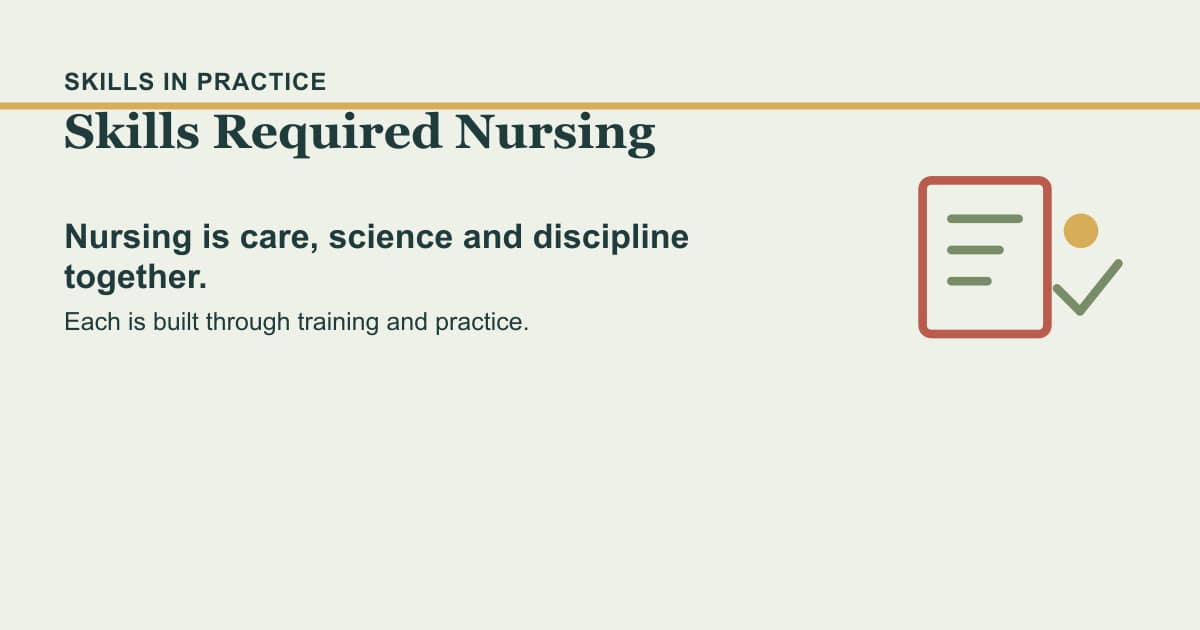 SKILLS IN PRACTICE
Skills Required Nursing
Nursing is care, science and discipline
together.
Each is built through training and practice.